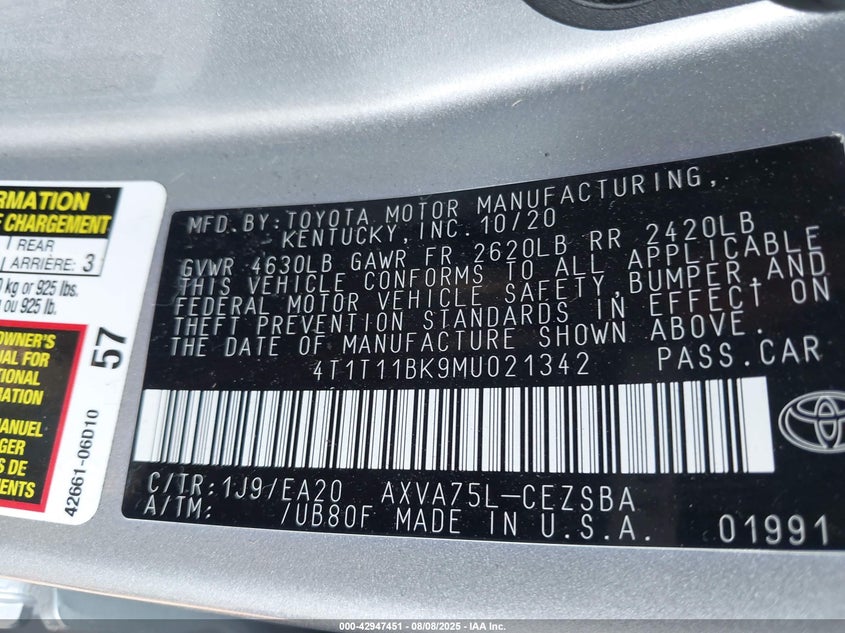 RMATION
E CHARGEMENT
REAR
ARRIÈRE: 3
kg or 925 lbs.
ou 925 lb.
OWNER'S
UAL FOR
TIONAL
RMATION
MANUEL
GER
S DE
EMENTS
57
42661-06D10
MFD.BY:TOYOTA MOTOR MANUFACTURING,
KENTUCKY,INC.10/20
GVWR 4630LB GAWR FR 2620LB RR 2420LB
THIS VEHICLE CONFORMS TO ALL APPLICABLE
FEDERAL MOTOR VEHICLE SAFETY,BUMPER,AND
THEFT PREVENTION STANDARDS IN EFFECT ON
THE DATE OF MANUFACTURE SHOWN ABOVE.
4T1T11BK9MU021342 PASS.CAR
C/TR:1J9/EA20 AXVA75L-CEZSBA
A/TM: /UB80F MADE IN U.S.A.
01991
000-42947451 - 08/08/2025 - IAA Inc.